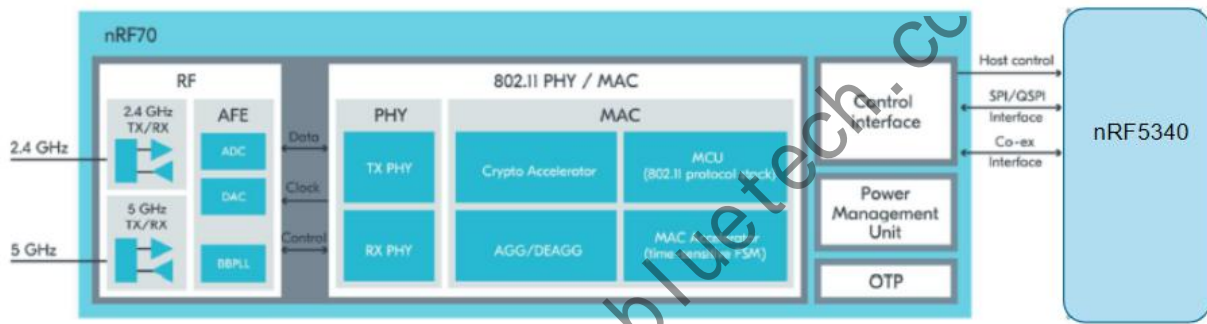 nRF70
RF
2.4 GHz
TX/RX
AFE
ADC
DAC
5 GHz
TX/RX
BBPLL
2.4 GHz
5 GHz
Data
Clock
Control
802.11 PHY / MAC
PHY
MAC
TX PHY
RX PHY
Crypto Accelerator
MCU
(802.11 protocol stack)
AGG/DEAGG
MAC Accelerator
(time-sensitive FSM)
Control
interface
Power
Management
Unit
OTP
Host control
SPI/QSPI
Interface
Co-ex
Interface
nRF5340
bluetech.co